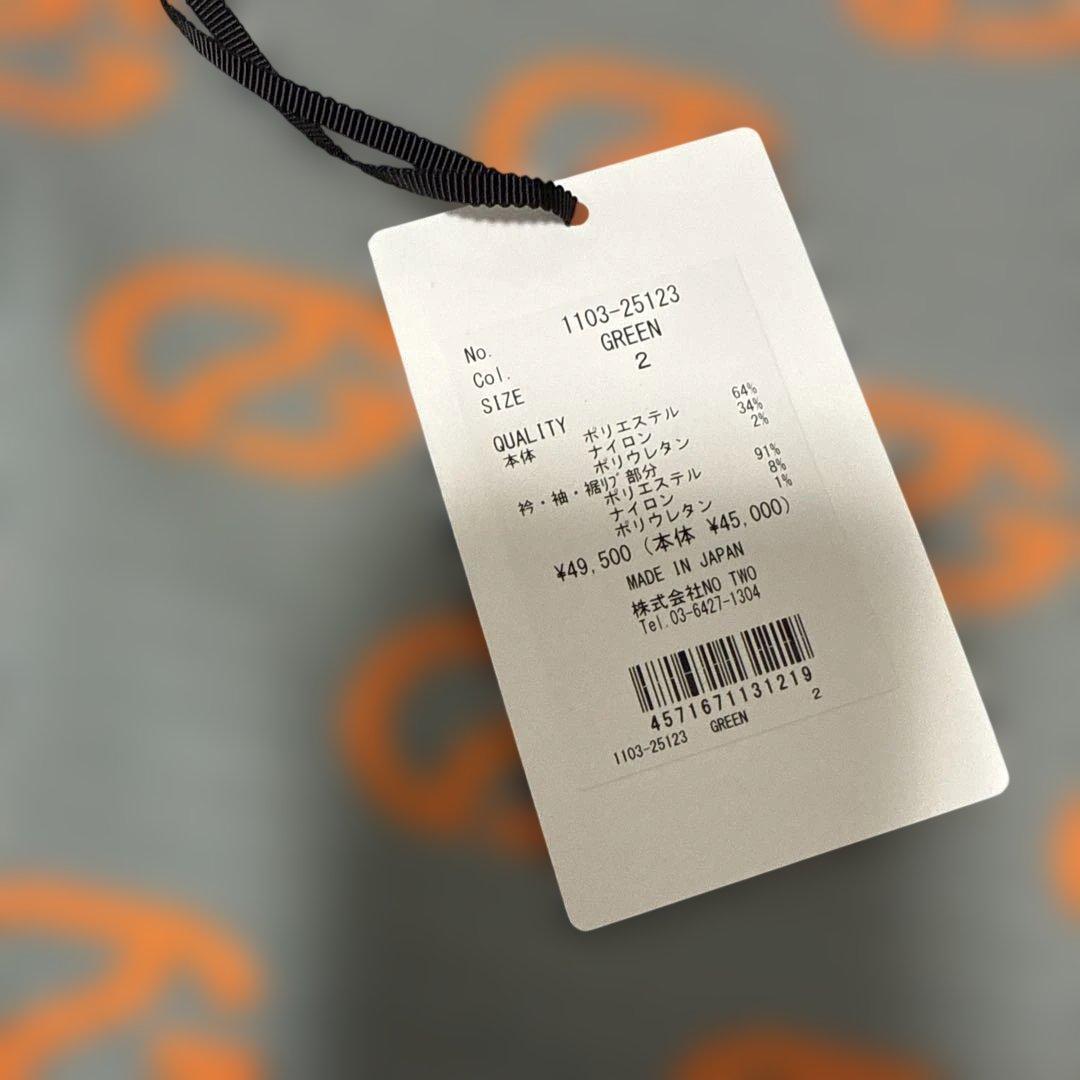 No. 1103-25123
Col. GREEN
SIZE 2
QUALITY
本体 ポリエステル 64%
ナイロン 34%
ポリウレタン 2%
衿・袖・裾ﾘﾌﾞ部分
ポリエステル 91%
ナイロン 8%
ポリウレタン 1%
¥49,500 (本体 ¥45,000)
MADE IN JAPAN
株式会社NO TWO
Tel.03-6427-1304
4571671131219
1103-25123 GREEN 2